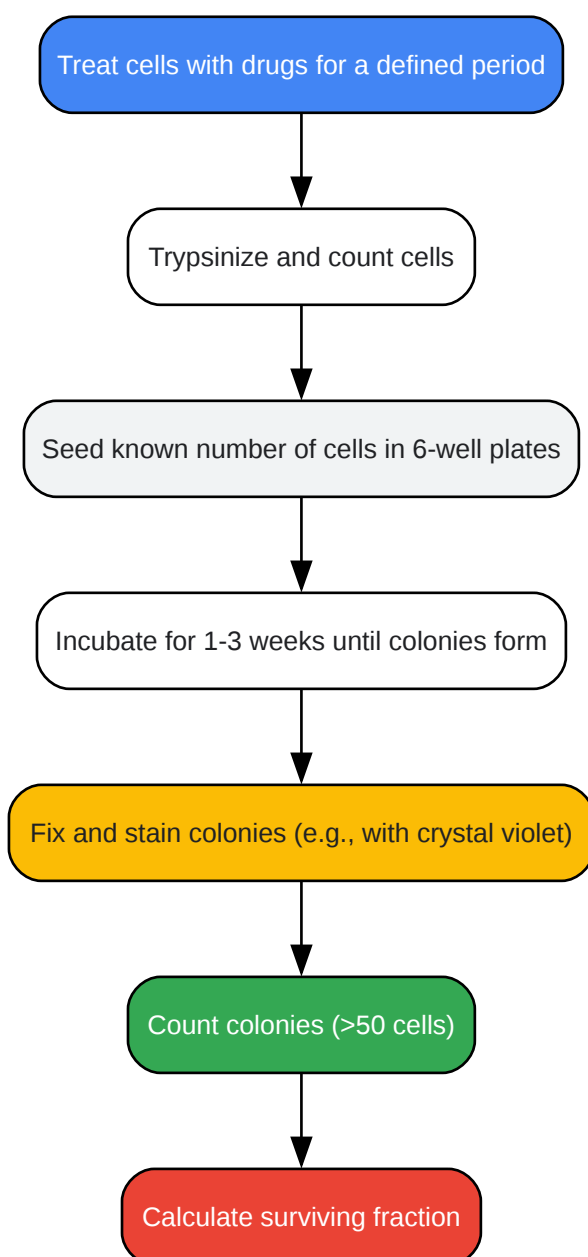 Treat cells with drugs for a defined period
Trypsinize and count cells
Seed known number of cells in 6-well plates
Incubate for 1-3 weeks until colonies form
Fix and stain colonies (e.g., with crystal violet)
Count colonies (>50 cells)
Calculate surviving fraction